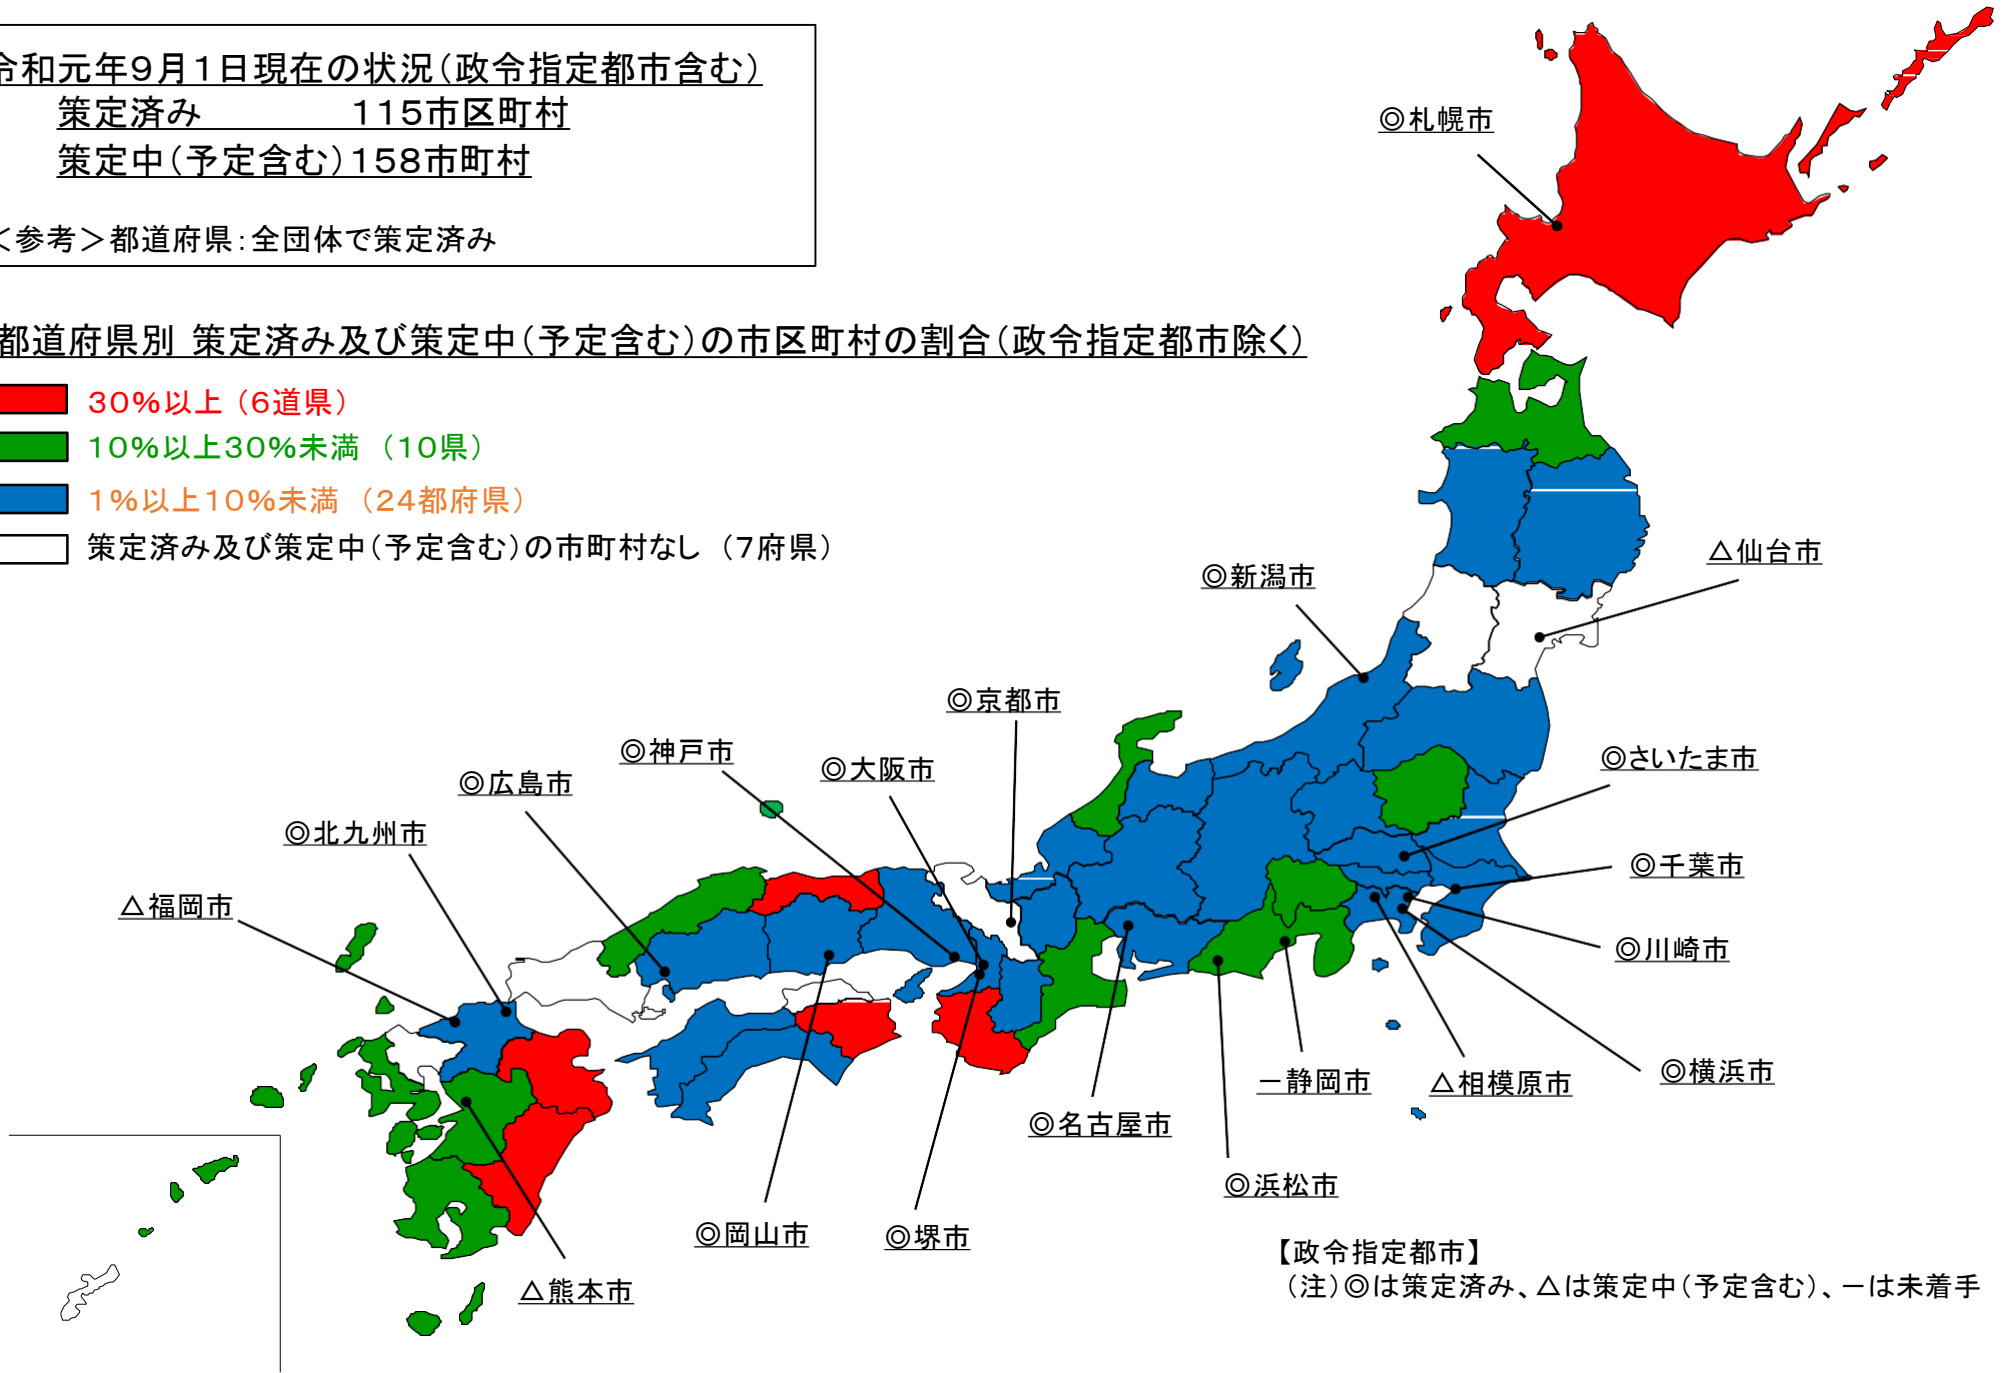 令和元年９月１日現在の状況（政令指定都市含む）
策定済み　　　　１１５市区町村
策定中（予定含む）１５８市町村
＜参考＞都道府県：全団体で策定済み
都道府県別 策定済み及び策定中（予定含む）の市区町村の割合（政令指定都市除く）
３０％以上（６道県）
１０％以上３０％未満 （１０県）
１％以上１０％未満 （２４都府県）
策定済み及び策定中（予定含む）の市町村なし （７府県）
◎札幌市
△仙台市
◎新潟市
◎京都市
◎神戸市
◎さいたま市
◎大阪市
◎広島市
◎北九州市
◎千葉市
△福岡市
◎川崎市
◎横浜市
－静岡市
△相模原市
◎名古屋市
◎浜松市
◎岡山市
◎堺市
△熊本市
【政令指定都市】
（注）◎は策定済み、△は策定中（予定含む）、－は未着手